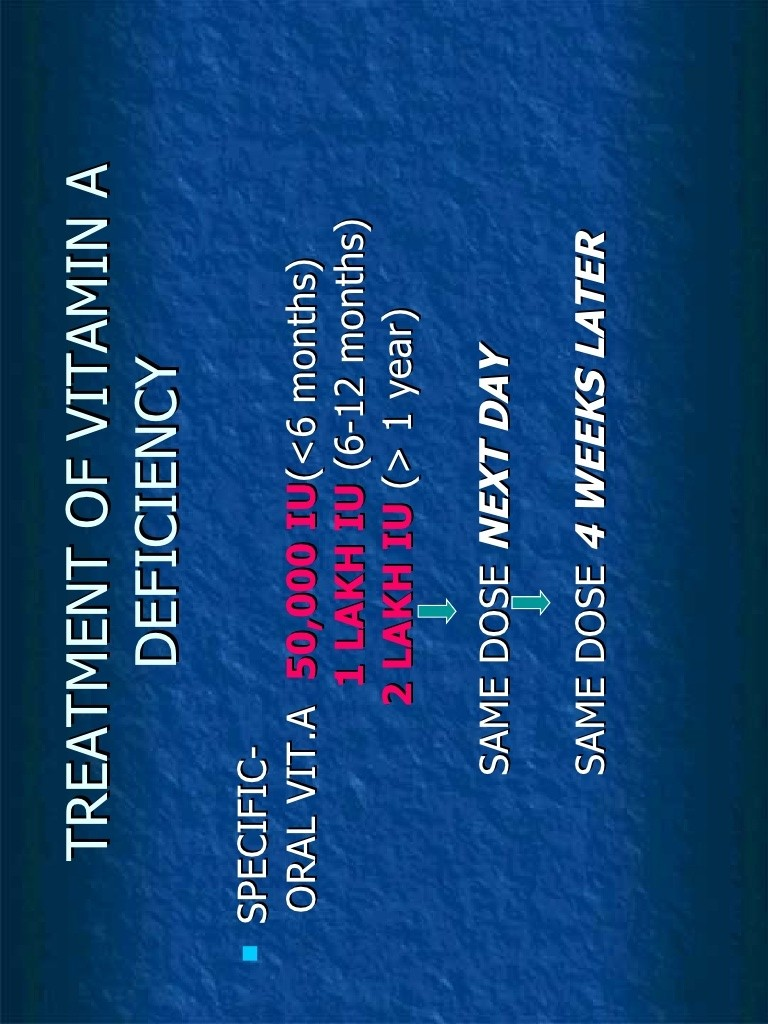 TREATMENT OF VITAMIN A
DEFICIENCY
SPECIFIC-
ORAL VIT.A 50,000 IU(<6 months)
1 LAKH IU (6-12 months)
2 LAKH IU (> 1 year)
SAME DOSE NEXT DAY
SAME DOSE 4 WEEKS LATER